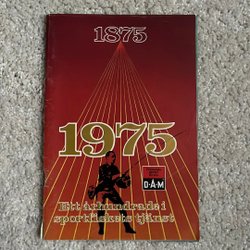 1875
1975
D·A·M
Ett århundrade i
sportfiskets tjänst